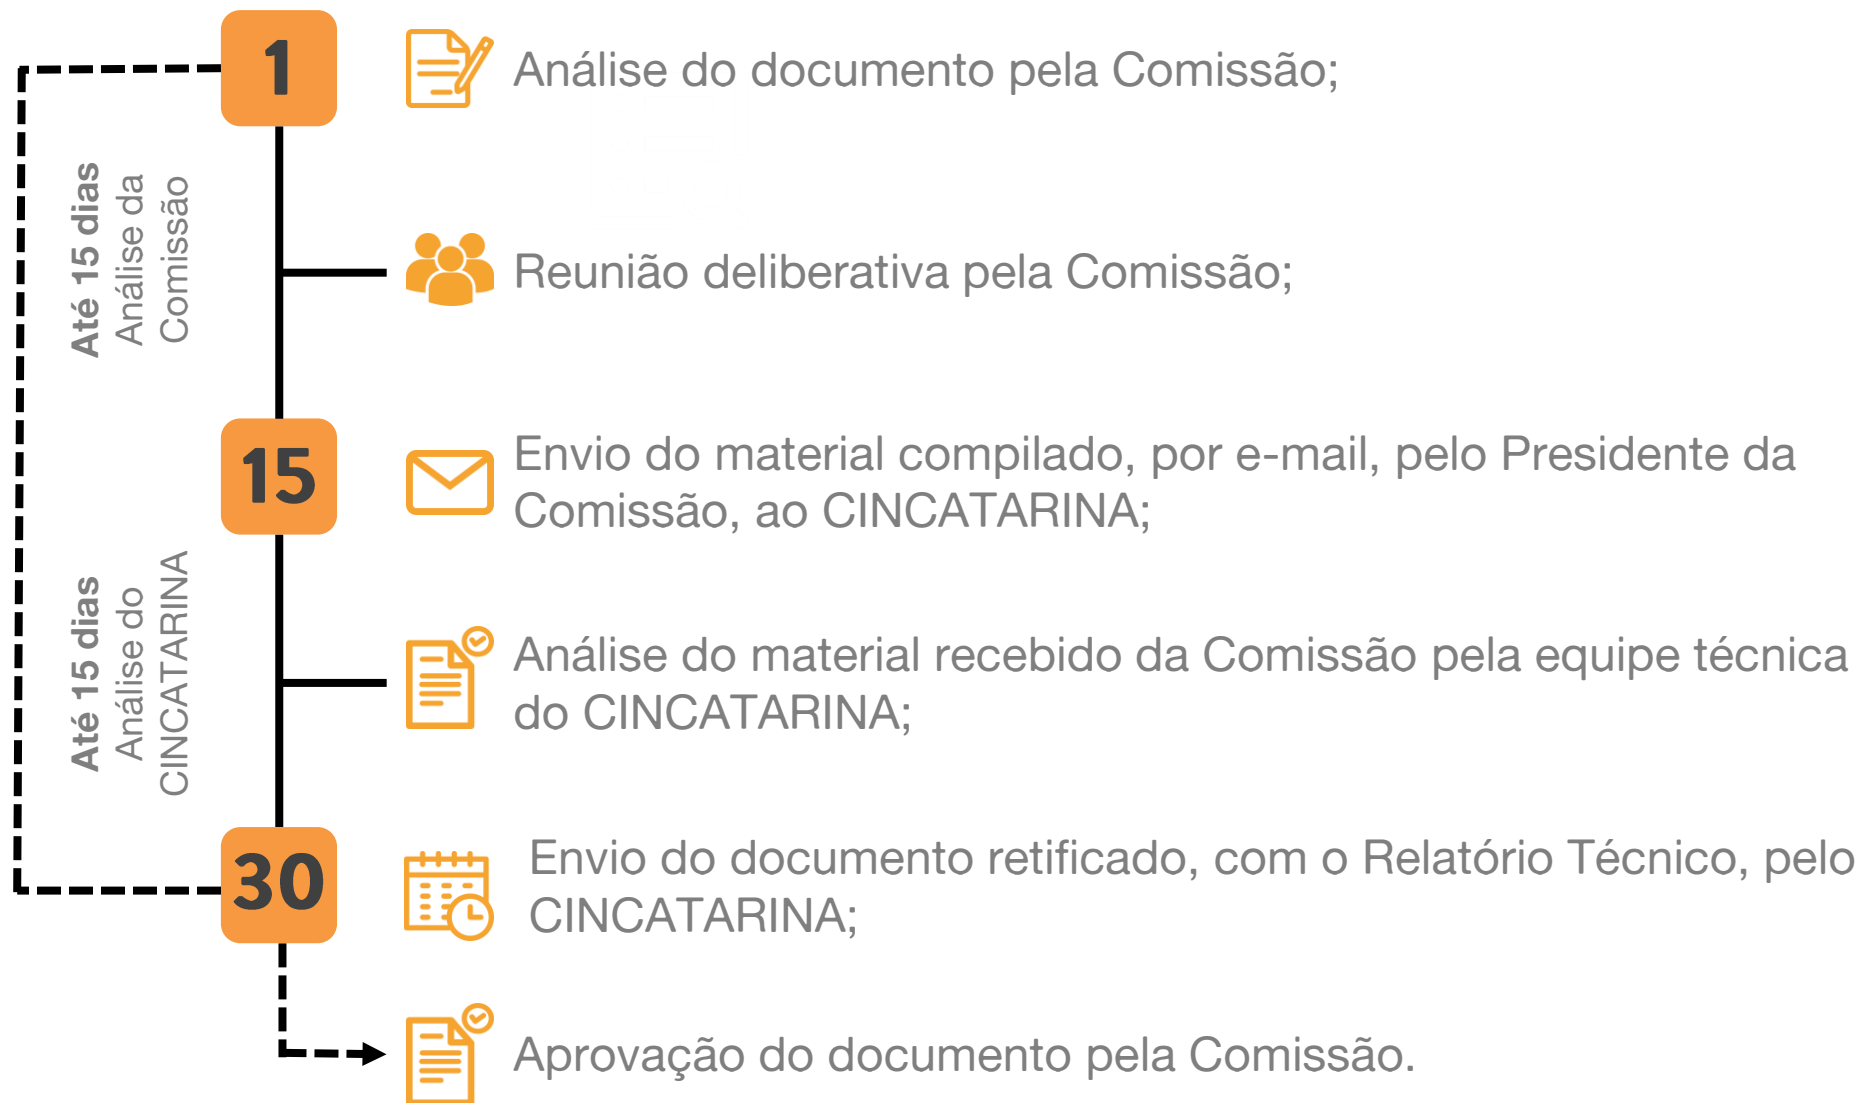 1
Análise do documento pela Comissão;
Até 15 dias
Análise da
Comissão
Reunião deliberativa pela Comissão;
15
Envio do material compilado, por e-mail, pelo Presidente da
Comissão, ao CINCATARINA;
Até 15 dias
Análise do
CINCATARINA
Análise do material recebido da Comissão pela equipe técnica
do CINCATARINA;
30
Envio do documento retificado, com o Relatório Técnico, pelo
CINCATARINA;
Aprovação do documento pela Comissão.